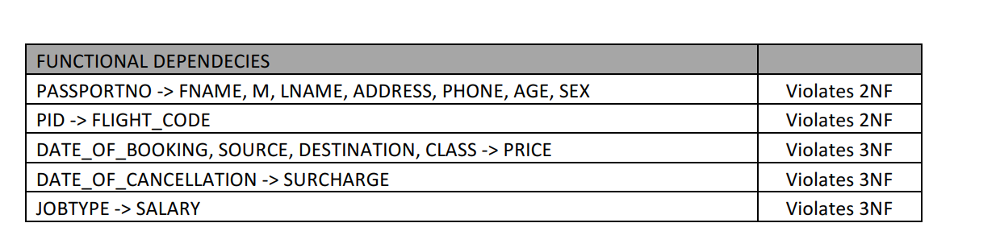 FUNCTIONAL DEPENDECIES
PASSPORTNO -> FNAME, M, LNAME, ADDRESS, PHONE, AGE, SEX Violates 2NF
PID -> FLIGHT_CODE Violates 2NF
DATE_OF_BOOKING, SOURCE, DESTINATION, CLASS -> PRICE Violates 3NF
DATE_OF_CANCELLATION -> SURCHARGE Violates 3NF
JOBTYPE -> SALARY Violates 3NF